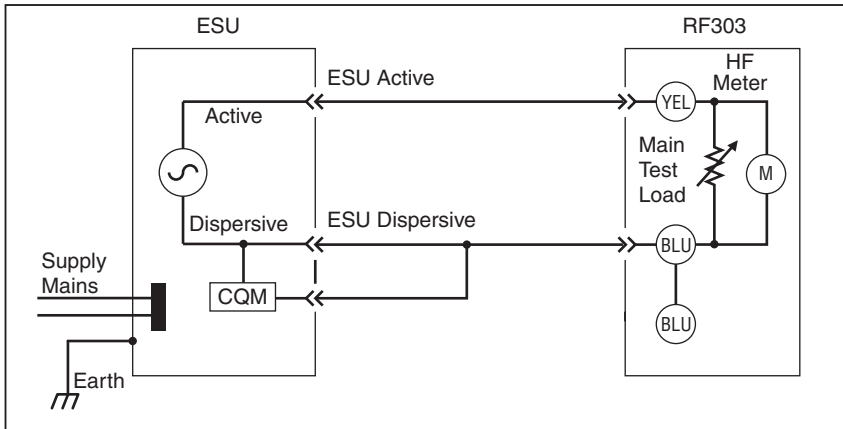 ESU
RF303
ESU Active
HF
Meter
YEL
Active
Main
Test
Load
M
Dispersive
ESU Dispersive
BLU
Supply
Mains
CQM
BLU
Earth